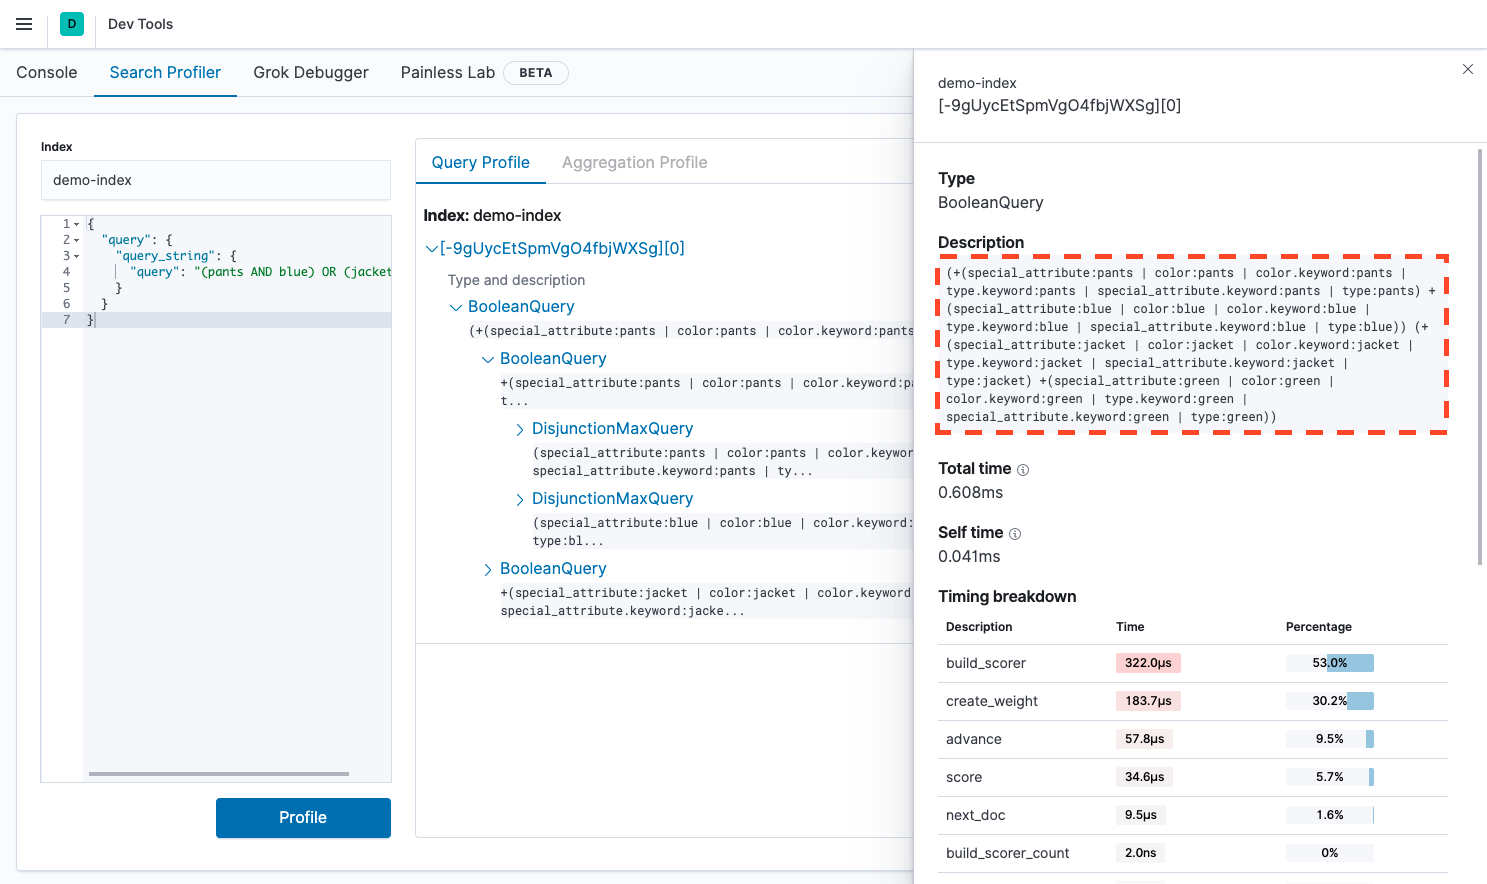 D
Dev Tools
Console
Search Profiler
Grok Debugger
Painless Lab
BETA
Index
demo-index
1
{
2
"query": {
3
"query_string": {
4
"query": "(pants AND blue) OR (jacket
5
}
6
}
7
}
Profile
Query Profile
Aggregation Profile
Index: demo-index
[-9gUycEtSpmVgO4fbjWXSg][0]
Type and description
BooleanQuery
(+(special_attribute:pants | color:pants | color.keyword:pants
BooleanQuery
+(special_attribute:pants | color:pants | color.keyword:pa
t...
DisjunctionMaxQuery
(special_attribute:pants | color:pants | color.keywor
special_attribute.keyword:pants | ty...
DisjunctionMaxQuery
(special_attribute:blue | color:blue | color.keyword:
type:bl...
BooleanQuery
+(special_attribute:jacket | color:jacket | color.keyword
special_attribute.keyword:jacke...
demo-index
[-9gUycEtSpmVgO4fbjWXSg][0]
Type
BooleanQuery
Description
(+(special_attribute:pants | color:pants | color.keyword:pants |
type.keyword:pants | special_attribute.keyword:pants | type:pants) +
(special_attribute:blue | color:blue | color.keyword:blue |
type.keyword:blue | special_attribute.keyword:blue | type:blue)) (+
(special_attribute:jacket | color:jacket | color.keyword:jacket |
type.keyword:jacket | special_attribute.keyword:jacket |
type:jacket) +(special_attribute:green | color:green |
color.keyword:green | type.keyword:green |
special_attribute.keyword:green | type:green))
Total time
0.608ms
Self time
0.041ms
Timing breakdown
Description Time Percentage
build_scorer 322.0µs 53.0%
create_weight 183.7µs 30.2%
advance 57.8µs 9.5%
score 34.6µs 5.7%
next_doc 9.5µs 1.6%
build_scorer_count 2.0ns 0%